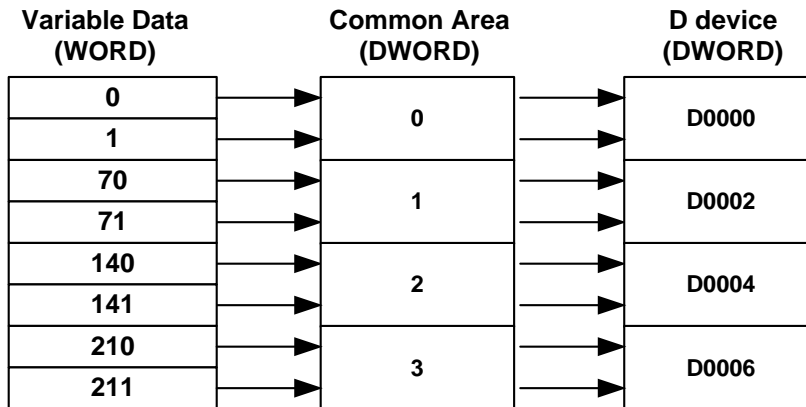 Variable Data
(WORD)
Common Area
(DWORD)
D device
(DWORD)
0
1
70
71
140
141
210
211
0
1
2
3
D0000
D0002
D0004
D0006